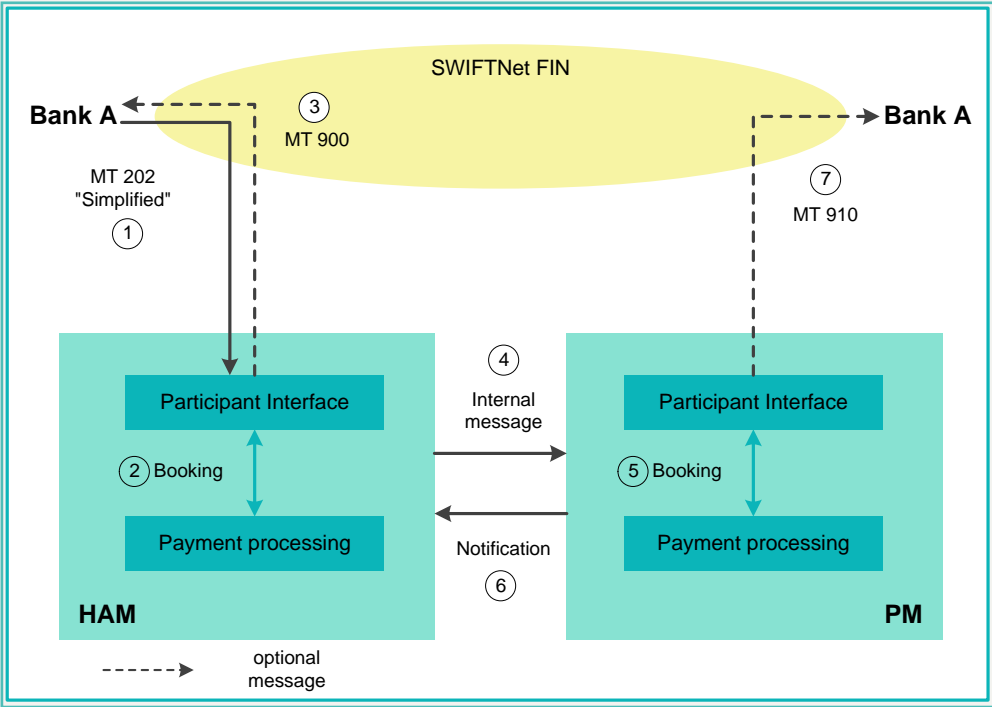 SWIFTNet FIN
Bank A
3
MT 900
Bank A
MT 202
"Simplified"
1
7
MT 910
4
Internal
message
Participant Interface
Participant Interface
2 Booking
5 Booking
Payment processing
Payment processing
Notification
6
HAM
PM
optional
message